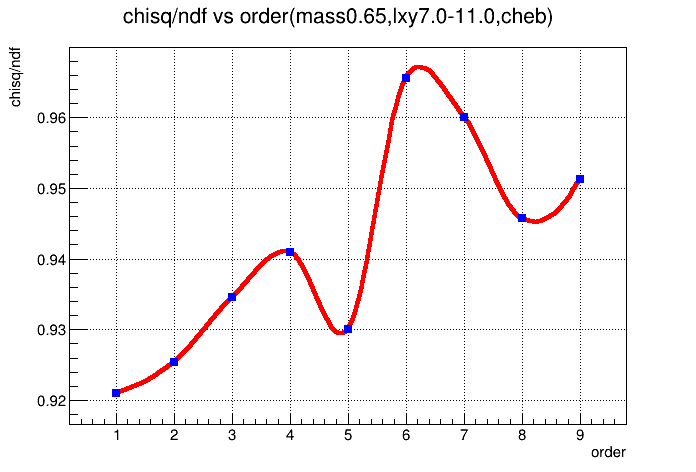 chisq/ndf vs order(mass0.65,lxy7.0-11.0,cheb)
chisq/ndf
0.96
0.95
0.94
0.93
0.92
1 2 3 4 5 6 7 8 9
order